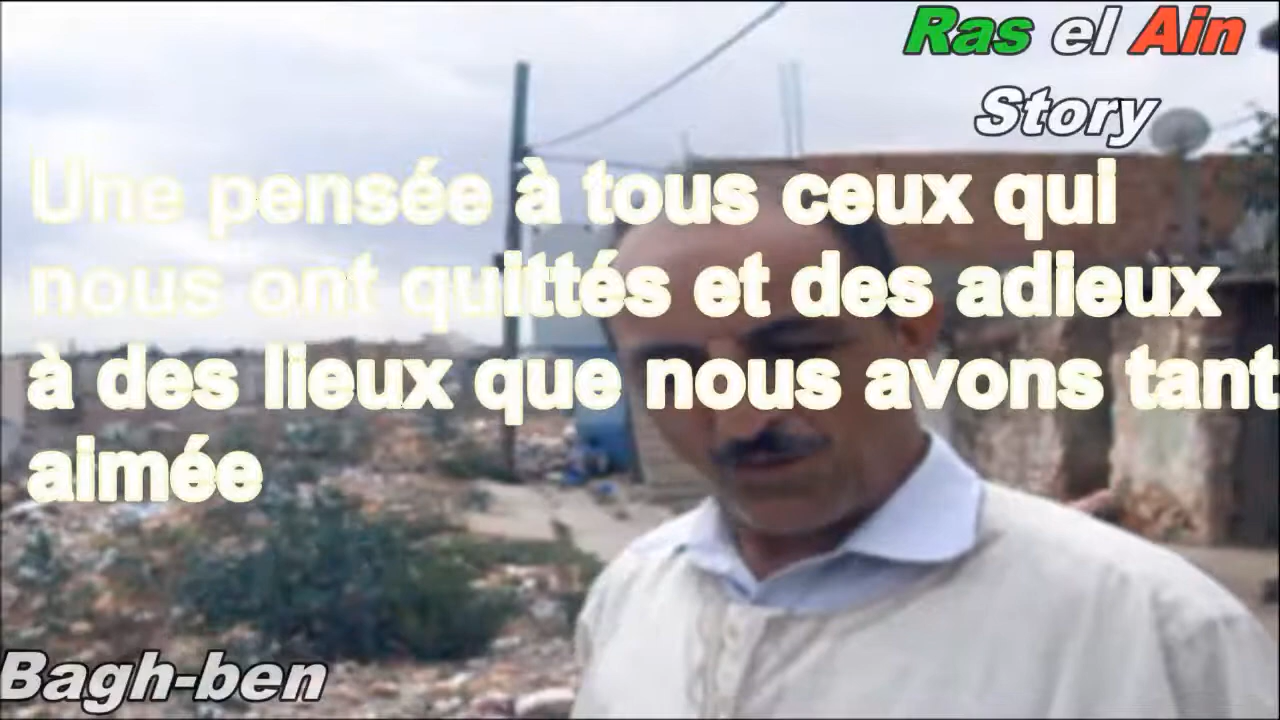 Ras el Ain
Story
Une pensée à tous ceux qui
nous ont quittés et des adieux
à des lieux que nous avons tant
aimée
Bagh-ben